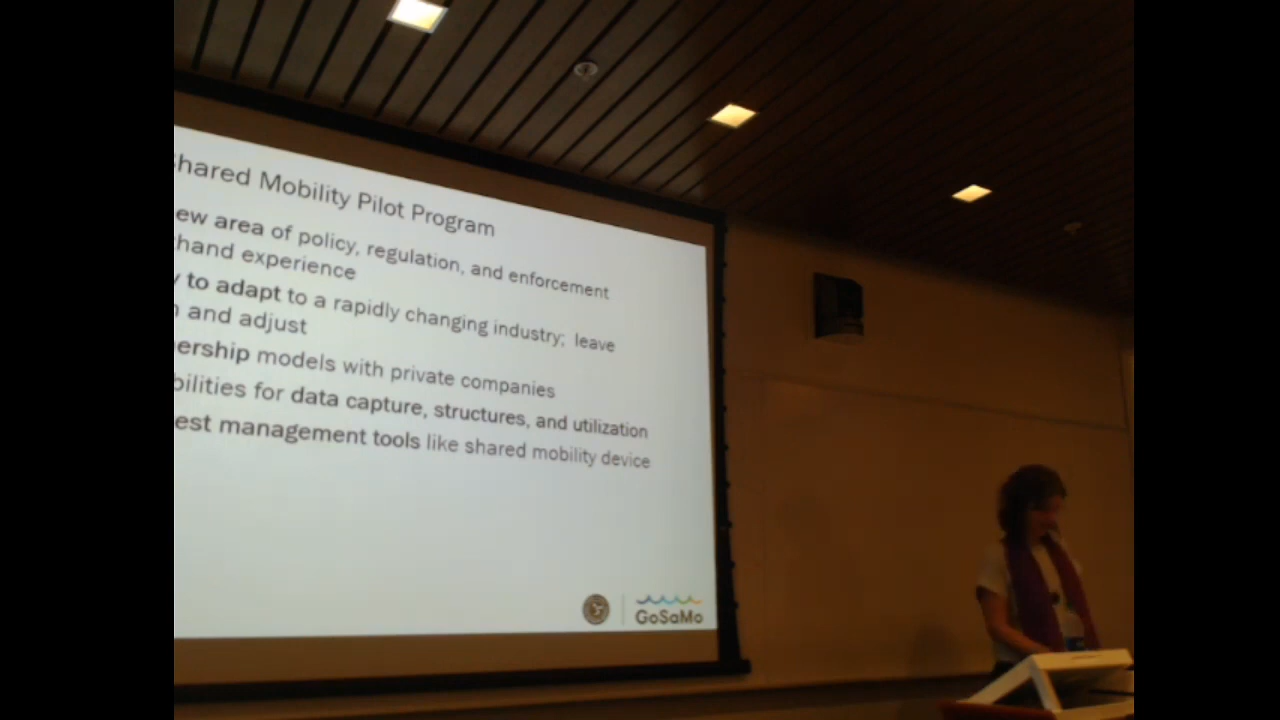 Shared Mobility Pilot Program
ew area of policy, regulation, and enforcement
hand experience
y to adapt to a rapidly changing industry; leave
n and adjust
ership models with private companies
bilities for data capture, structures, and utilization
est management tools like shared mobility device
GoSaMo